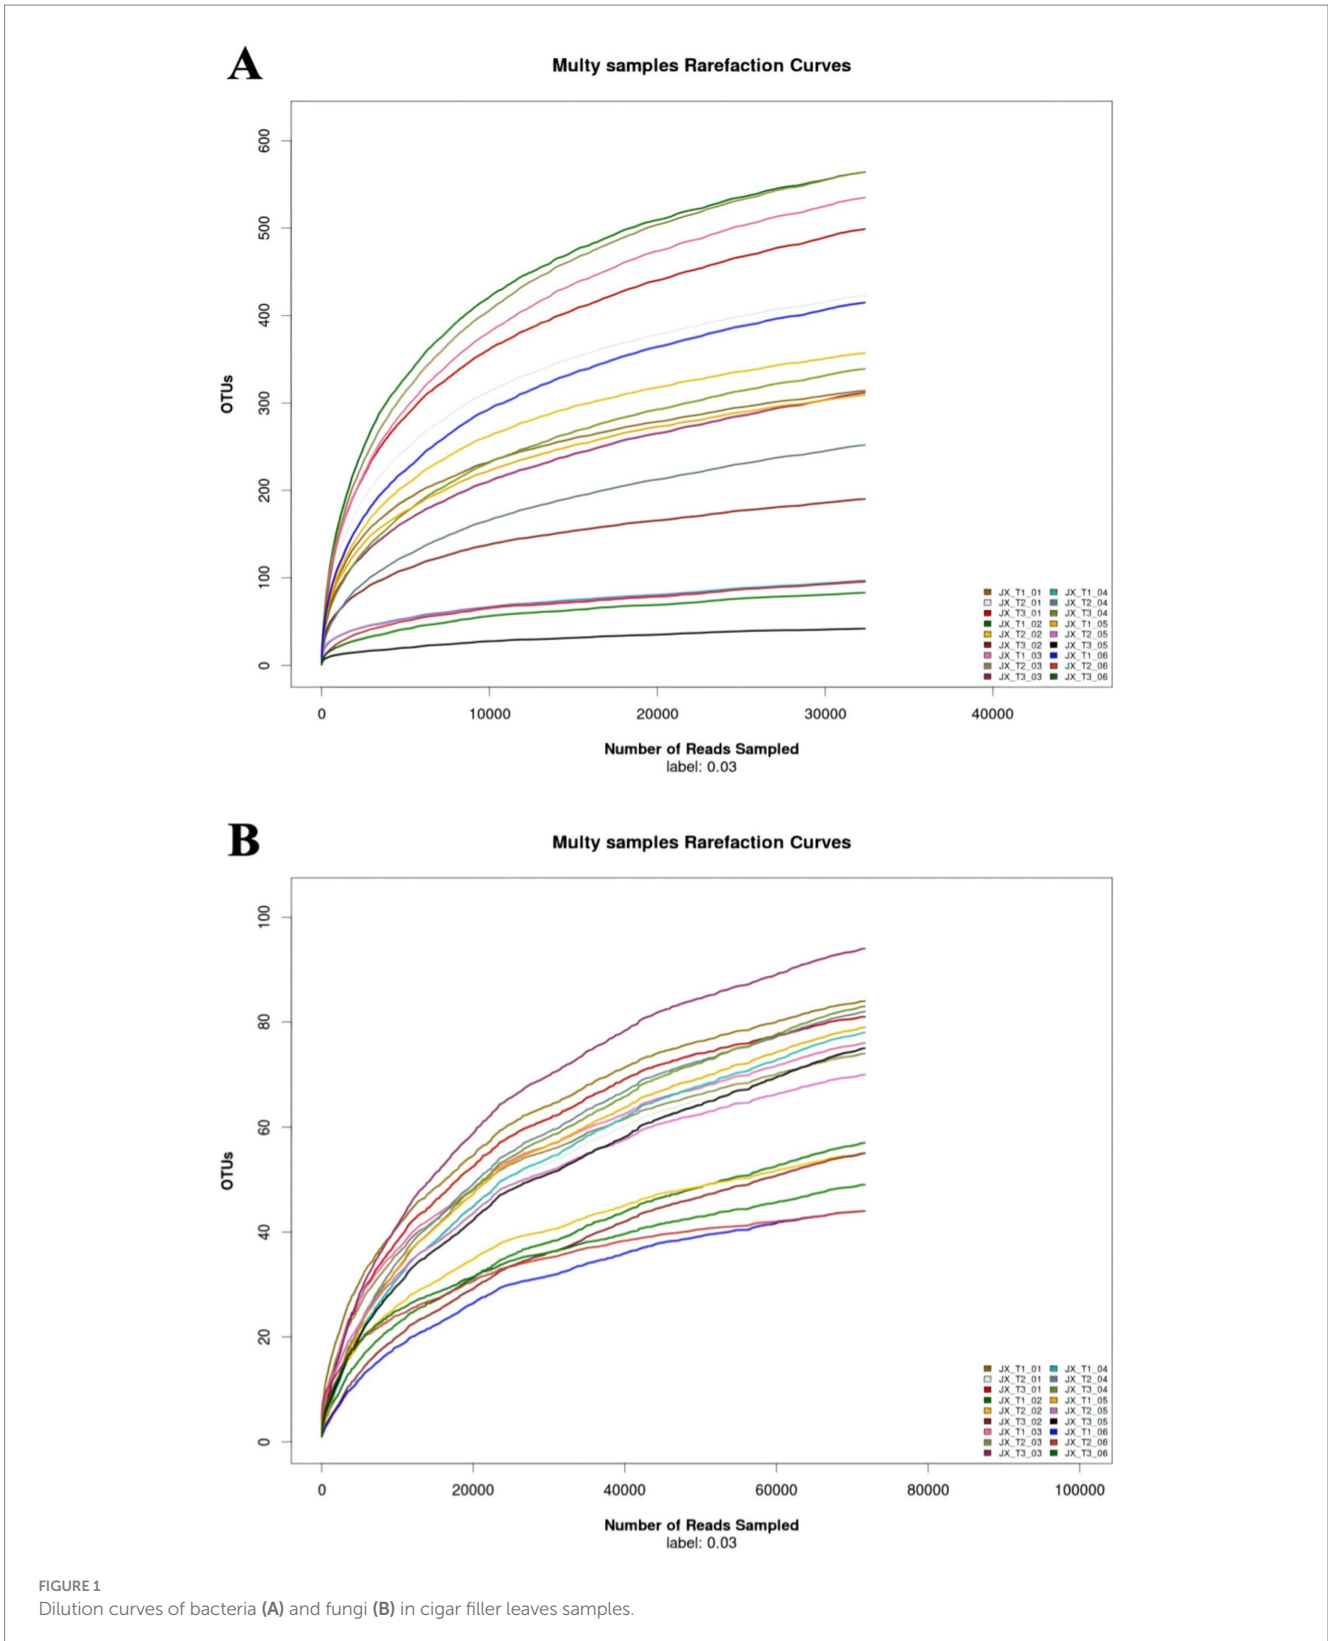 A
Multy samples Rarefaction Curves
600
500
400
300
200
100
0
OTUs
JX_T1_01 JX_T1_04
JX_T2_01 JX_T2_04
JX_T3_01 JX_T3_04
JX_T1_02 JX_T1_05
JX_T2_02 JX_T2_05
JX_T3_02 JX_T3_05
JX_T1_03 JX_T1_06
JX_T2_03 JX_T2_06
JX_T3_03 JX_T3_06
0 10000 20000 30000 40000
Number of Reads Sampled
label: 0.03
B
Multy samples Rarefaction Curves
100
80
60
40
20
0
OTUs
JX_T1_01 JX_T1_04
JX_T2_01 JX_T2_04
JX_T3_01 JX_T3_04
JX_T1_02 JX_T1_05
JX_T2_02 JX_T2_05
JX_T3_02 JX_T3_05
JX_T1_03 JX_T1_06
JX_T2_03 JX_T2_06
JX_T3_03 JX_T3_06
0 20000 40000 60000 80000 100000
Number of Reads Sampled
label: 0.03
FIGURE 1
Dilution curves of bacteria (A) and fungi (B) in cigar filler leaves samples.